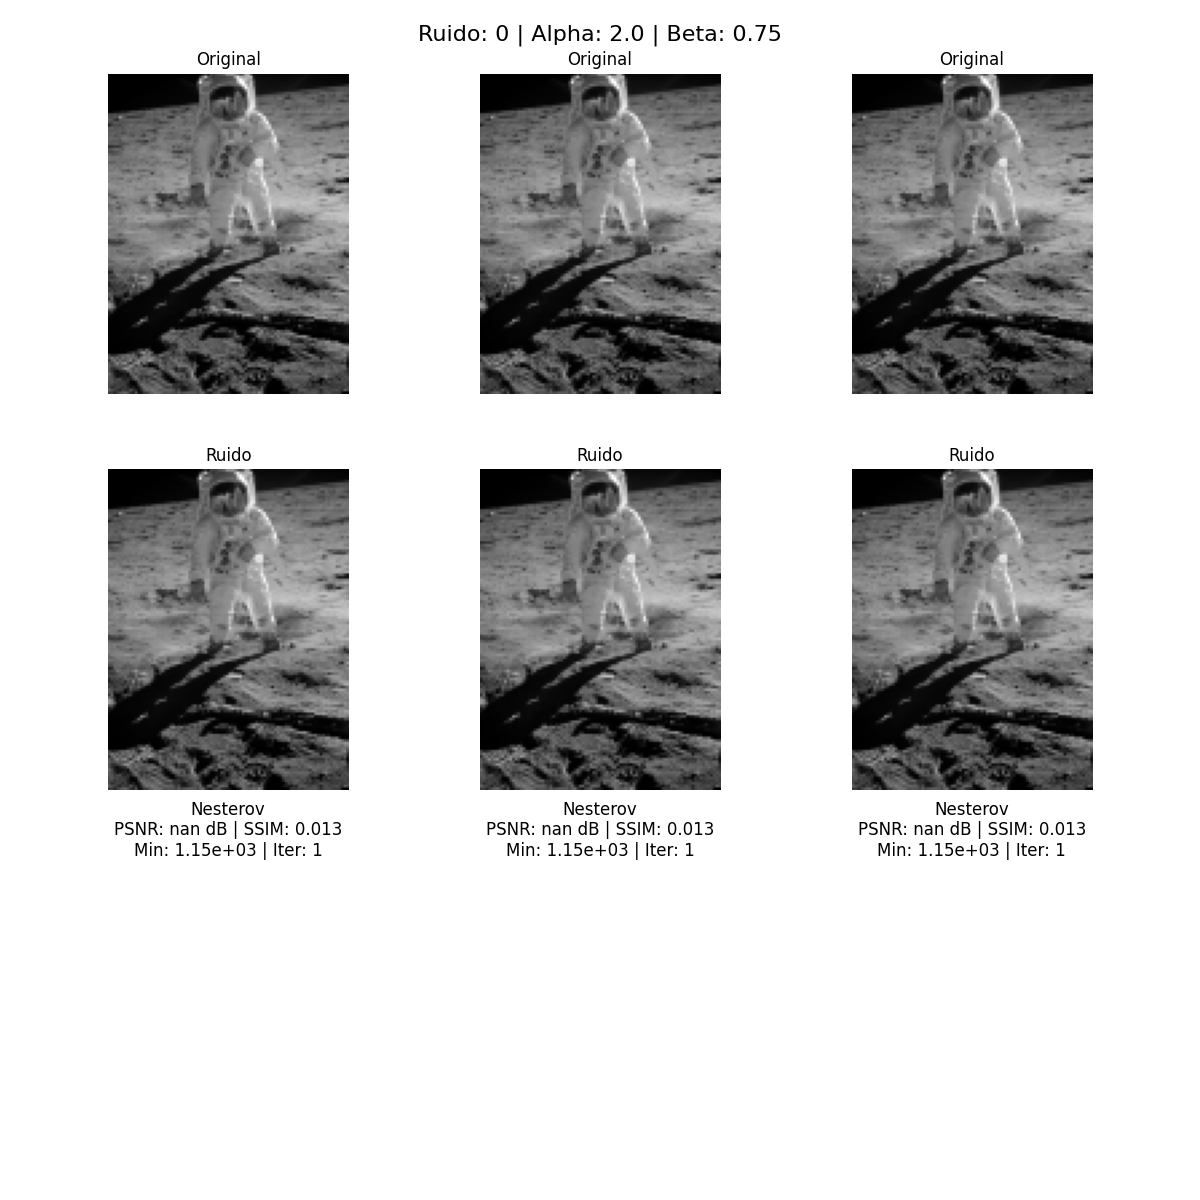 Ruido: 0 | Alpha: 2.0 | Beta: 0.75
Original
Original
Original
Ruido
Ruido
Ruido
Nesterov
PSNR: nan dB | SSIM: 0.013
Min: 1.15e+03 | Iter: 1
Nesterov
PSNR: nan dB | SSIM: 0.013
Min: 1.15e+03 | Iter: 1
Nesterov
PSNR: nan dB | SSIM: 0.013
Min: 1.15e+03 | Iter: 1